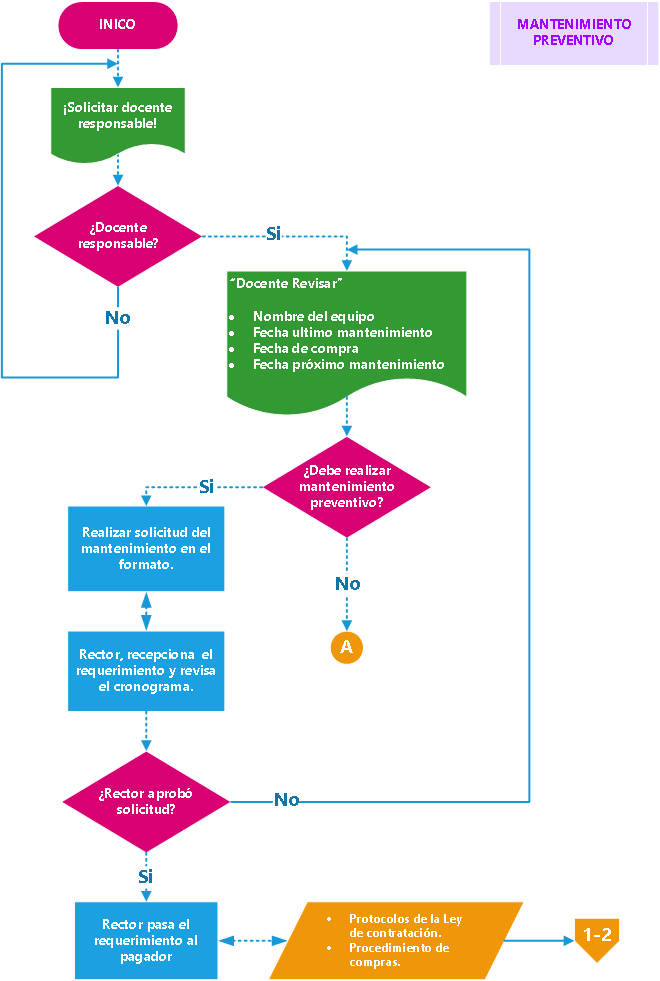 INICO
MANTENIMIENTO
PREVENTIVO
¡Solicitar docente
responsable!
¿Docente
responsable?
Si
No
“Docente Revisar”
• Nombre del equipo
• Fecha ultimo mantenimiento
• Fecha de compra
• Fecha próximo mantenimiento
¿Debe realizar
mantenimiento
preventivo?
Si
No
A
Realizar solicitud del
mantenimiento en el
formato.
Rector, recepciona el
requerimiento y revisa
el cronograma.
¿Rector aprobó
solicitud?
No
Si
Rector pasa el
requerimiento al
pagador
• Protocolos de la Ley
de contratación.
• Procedimiento de
compras.
1-2